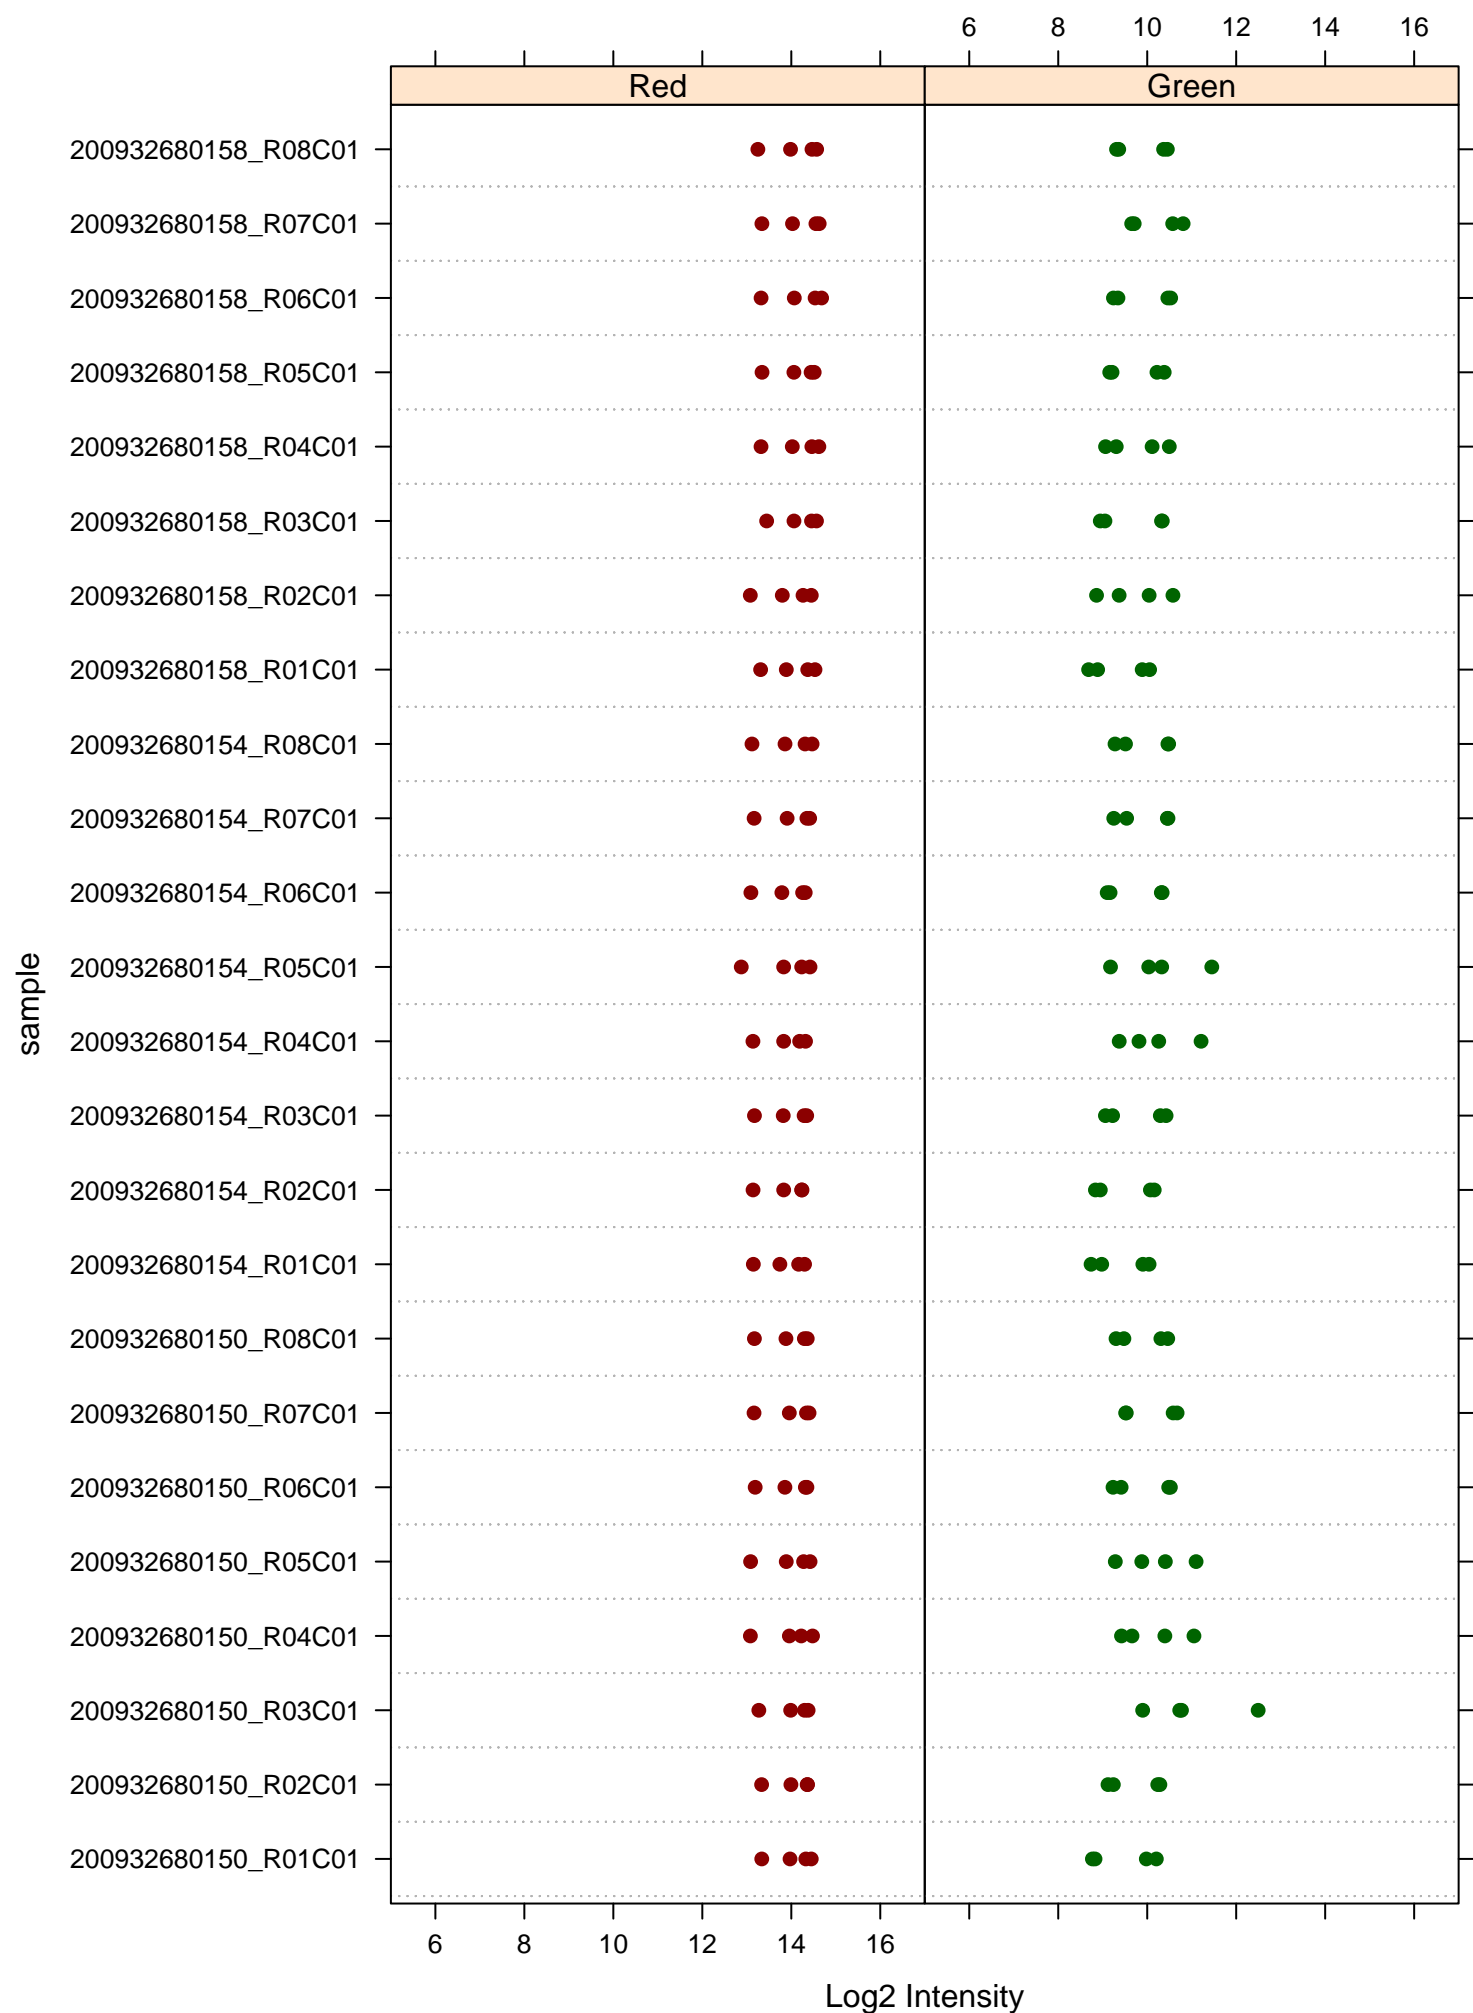 6 8 10 12 14 16
Red Green
200932680158_R08C01
200932680158_R07C01
200932680158_R06C01
200932680158_R05C01
200932680158_R04C01
200932680158_R03C01
200932680158_R02C01
200932680158_R01C01
200932680154_R08C01
200932680154_R07C01
200932680154_R06C01
200932680154_R05C01
200932680154_R04C01
200932680154_R03C01
200932680154_R02C01
200932680154_R01C01
200932680150_R08C01
200932680150_R07C01
200932680150_R06C01
200932680150_R05C01
200932680150_R04C01
200932680150_R03C01
200932680150_R02C01
200932680150_R01C01
sample
6 8 10 12 14 16
Log2 Intensity